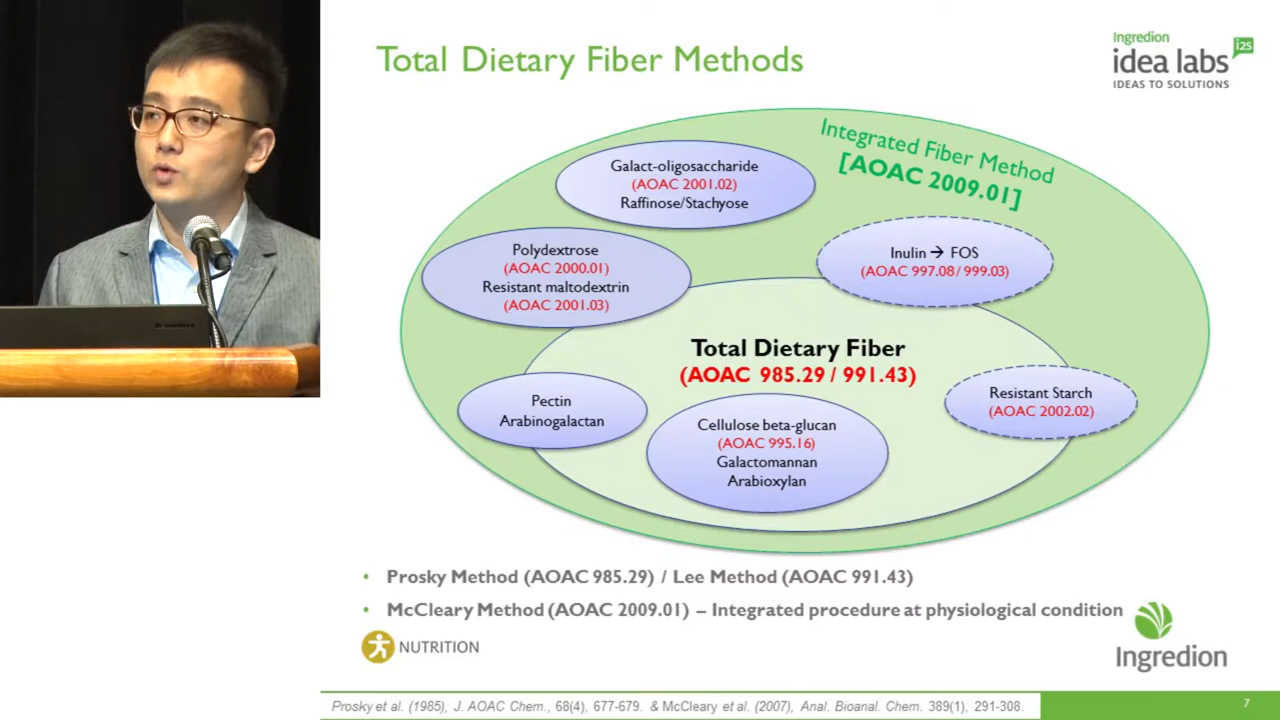 Total Dietary Fiber Methods
Ingredion
i2s
idea labs
IDEAS TO SOLUTIONS
Integrated Fiber Method
[AOAC 2009.01]
Galact-oligosaccharide
(AOAC 2001.02)
Raffinose/Stachyose
Polydextrose
(AOAC 2000.01)
Resistant maltodextrin
(AOAC 2001.03)
Inulin → FOS
(AOAC 997.08 / 999.03)
Total Dietary Fiber
(AOAC 985.29 / 991.43)
Pectin
Arabinogalactan
Cellulose beta-glucan
(AOAC 995.16)
Galactomannan
Arabioxylan
Resistant Starch
(AOAC 2002.02)
• Prosky Method (AOAC 985.29) / Lee Method (AOAC 991.43)
• McCleary Method (AOAC 2009.01) – Integrated procedure at physiological condition
NUTRITION
Ingredion
Prosky et al. (1985), J. AOAC Chem., 68(4), 677-679. & McCleary et al. (2007), Anal. Bioanal. Chem. 389(1), 291-308.
7